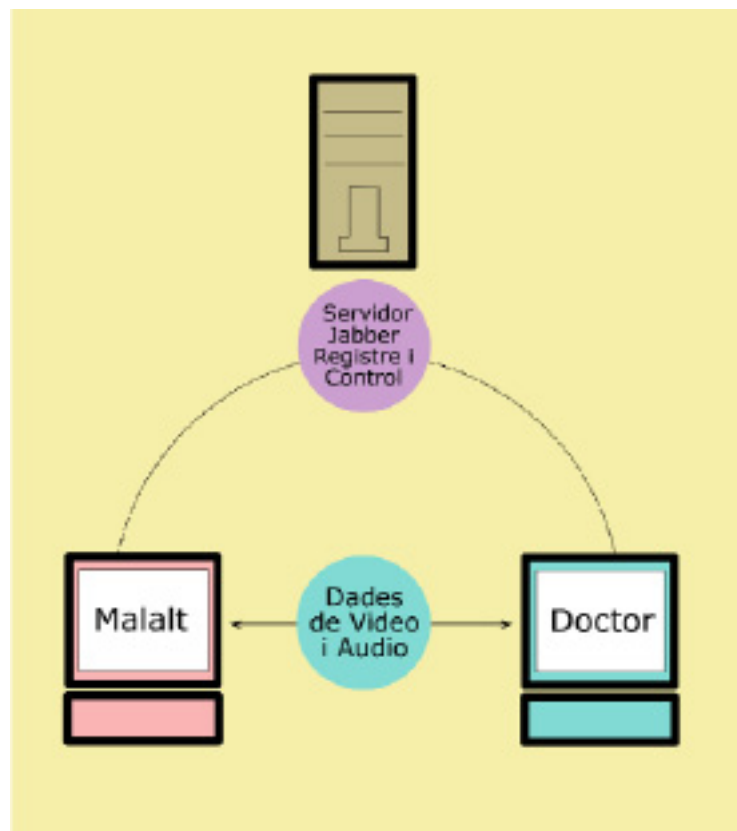 Servidor
Jabber
Registre i
Control
Malalt
Dades
de Video
i Audio
Doctor